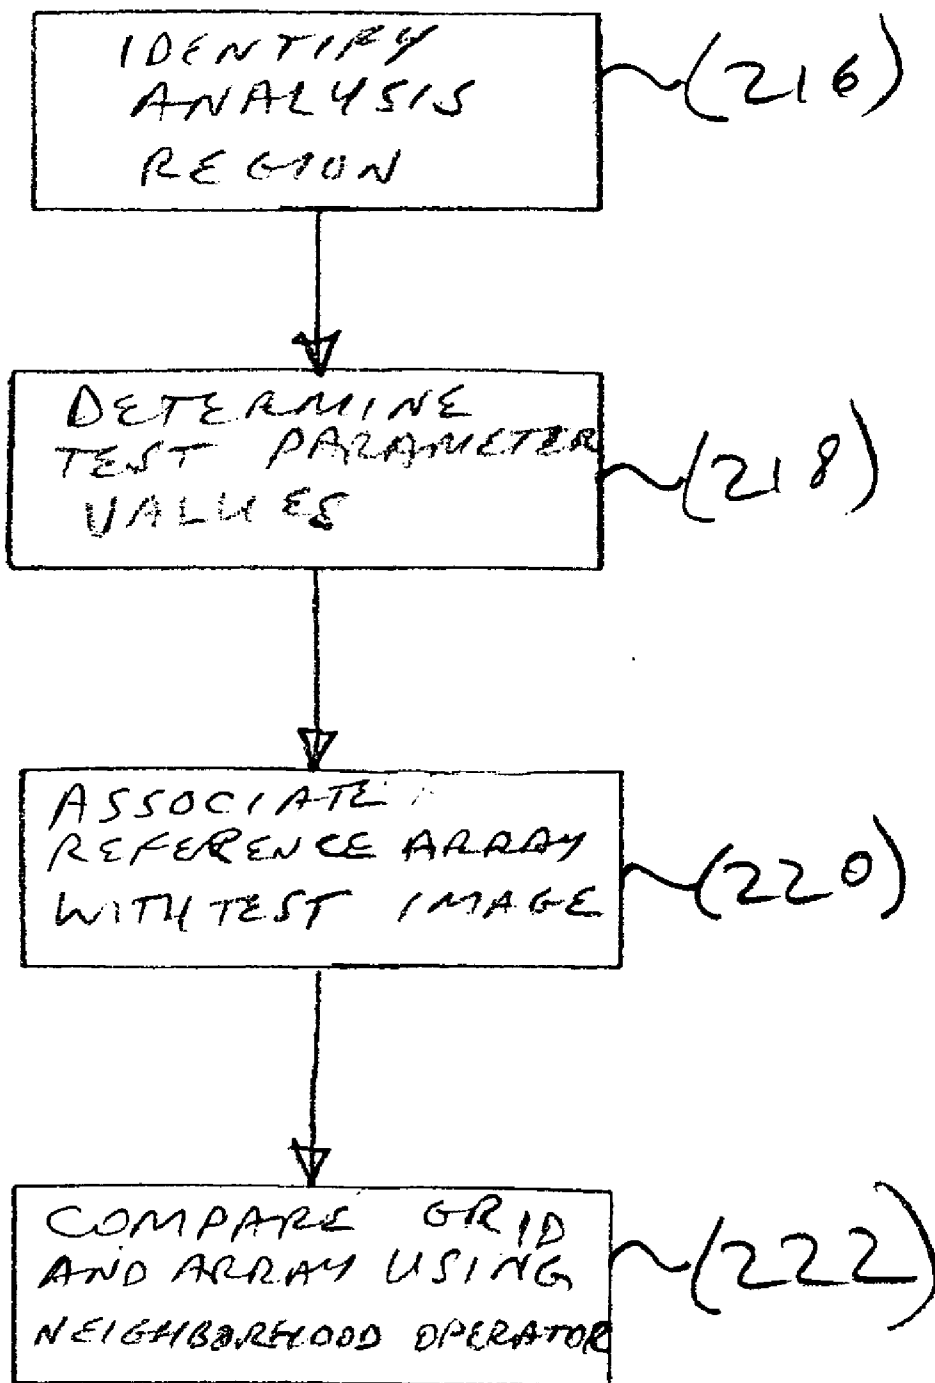 IDENTIFY
ANALYSIS
REGION
(216)
DETERMINE
TEST PARAMETER
VALUES
(218)
ASSOCIATE
REFERENCE ARRAY
WITH TEST IMAGE
(220)
COMPARE GRID
AND ARRAY USING
NEIGHBORHOOD OPERATOR
(222)